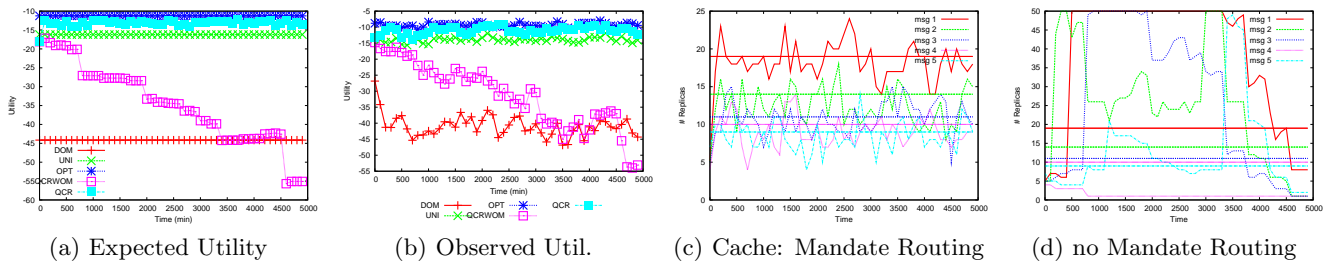 -10
-15
-20
-25
-30
-35
-40
-45
-50
-55
-60
Utility
DOM
UNI
OPT
QCRWOM
QCR
0 500 1000 1500 2000 2500 3000 3500 4000 4500 5000
Time (min)
(a) Expected Utility
-5
-10
-15
-20
-25
-30
-35
-40
-45
-50
-55
Utility
0 500 1000 1500 2000 2500 3000 3500 4000 4500 5000
Time (min)
DOM OPT QCR
UNI QCRWOM
(b) Observed Util.
25
20
15
10
5
0
# Replicas
msg 1
msg 2
msg 3
msg 4
msg 5
0 500 1000 1500 2000 2500 3000 3500 4000 4500 5000
Time
(c) Cache: Mandate Routing
50
40
30
20
10
0
# Replicas
msg 1
msg 2
msg 3
msg 4
msg 5
0 500 1000 1500 2000 2500 3000 3500 4000 4500 5000
Time
(d) no Mandate Routing